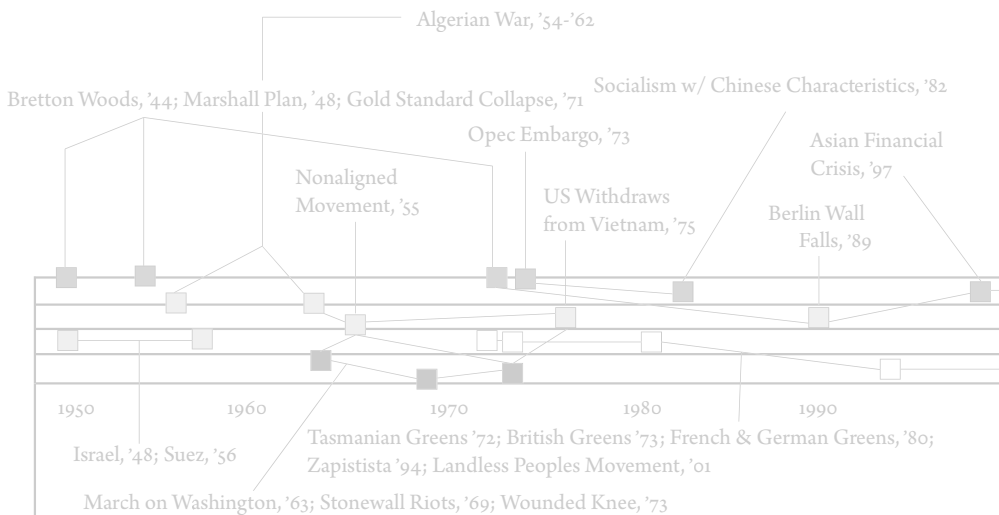 Algerian War, ’54-’62
Socialism w/ Chinese Characteristics, ’82
Bretton Woods, ’44; Marshall Plan, ’48; Gold Standard Collapse, ’71
Opec Embargo, ’73
Asian Financial
Crisis, ’97
Nonaligned
Movement, ’55
US Withdraws
from Vietnam, ’75
Berlin Wall
Falls, ’89
1950 1960 1970 1980 1990
Tasmanian Greens ’72; British Greens ’73; French & German Greens, ’80;
Zapistista ’94; Landless Peoples Movement, ’01
Israel, ’48; Suez, ’56
March on Washington, ’63; Stonewall Riots, ’69; Wounded Knee, ’73